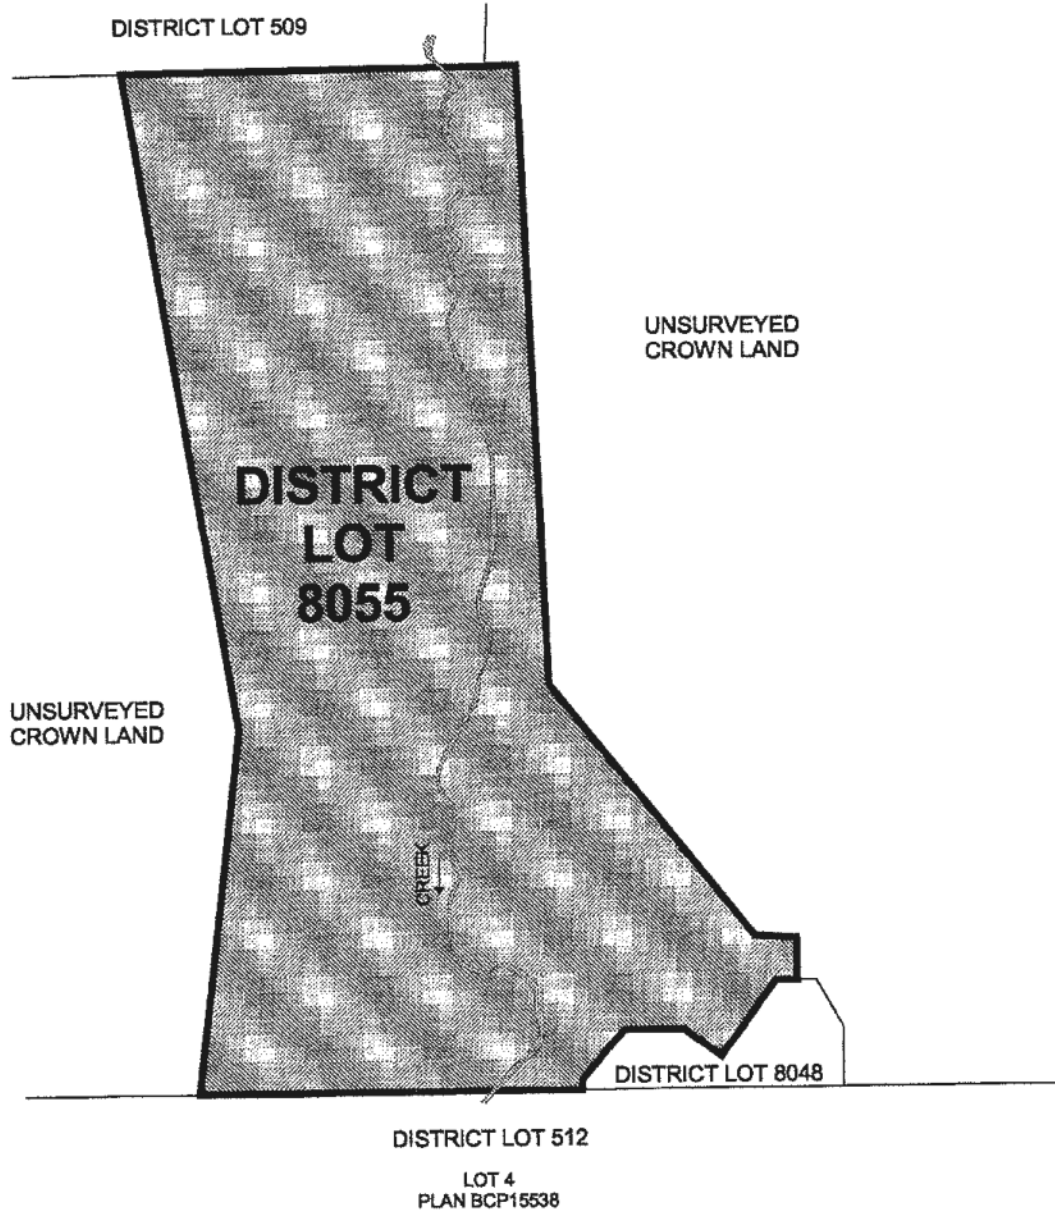 DISTRICT LOT 509
UNSURVEYED
CROWN LAND
DISTRICT
LOT
8055
UNSURVEYED
CROWN LAND
CREEK
DISTRICT LOT 8048
DISTRICT LOT 512
LOT 4
PLAN BCP15538